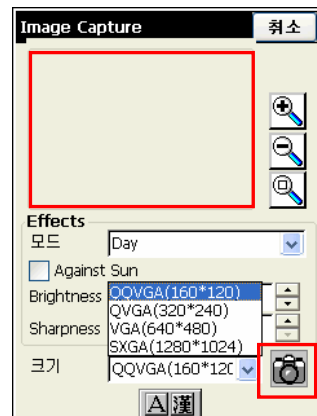 Image Capture 취소
Effects
모드 Day
Against Sun
Brightness QQVGA(160*120)
QVGA(320*240)
Sharpness VGA(640*480)
SXGA(1280*1024)
크기 QQVGA(160*120
A 漢